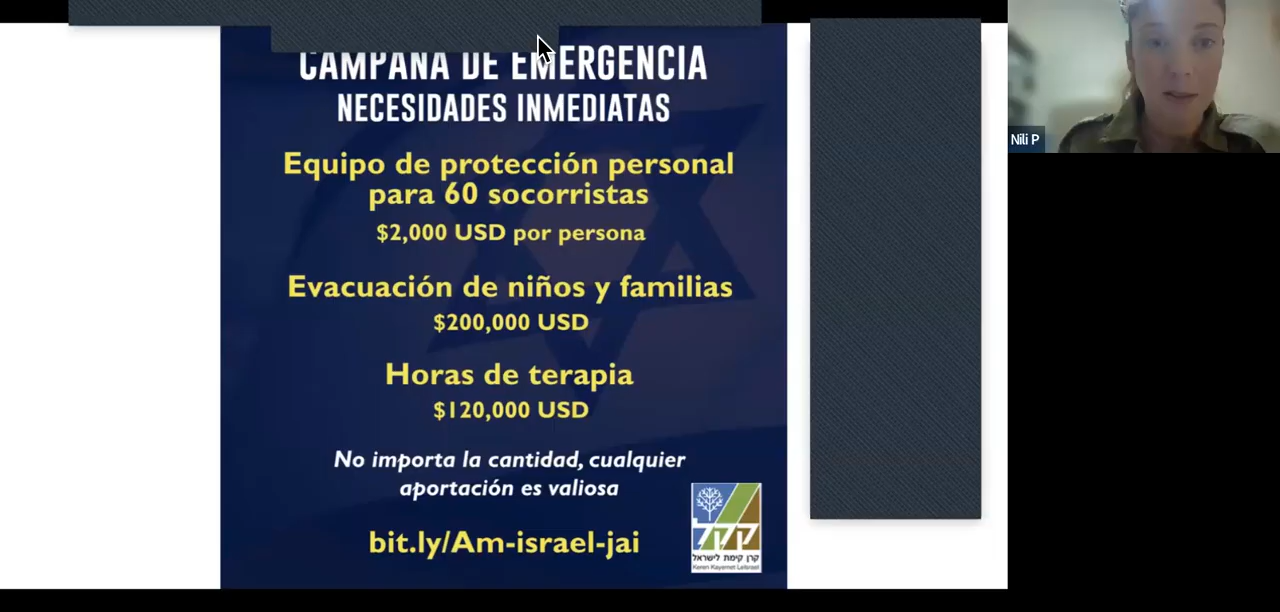 CAMPAÑA DE EMERGENCIA
NECESIDADES INMEDIATAS
Equipo de protección personal
para 60 socorristas
$2,000 USD por persona
Evacuación de niños y familias
$200,000 USD
Horas de terapia
$120,000 USD
No importa la cantidad, cualquier
aportación es valiosa
bit.ly/Am-israel-jai
קקל
קרן קימת לישראל
Keren Kayemet LeIsrael
Nili P